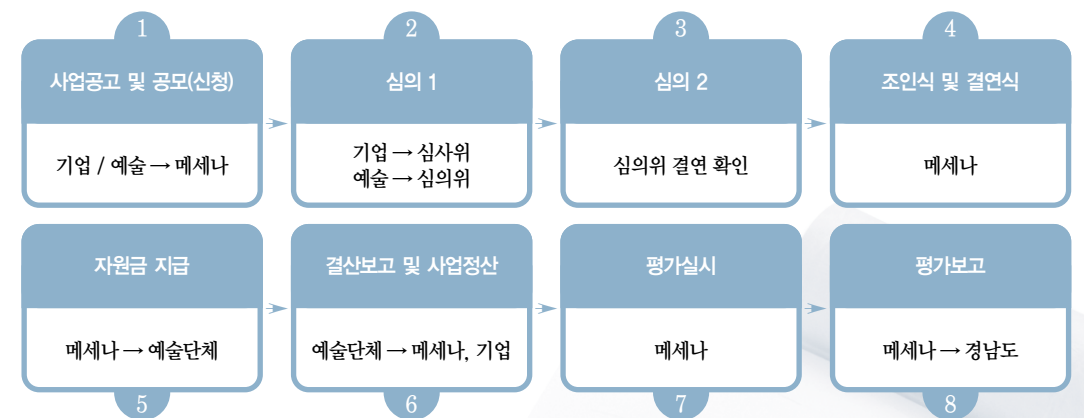 1
사업공고 및 공모(신청)
기업 / 예술 → 메세나
2
심의 1
기업 → 심사위
예술 → 심의위
3
심의 2
심의위 결연 확인
4
조인식 및 결연식
메세나
자원금 지급
메세나 → 예술단체
5
결산보고 및 사업정산
예술단체 → 메세나, 기업
6
평가실시
메세나
7
평가보고
메세나 → 경남도
8